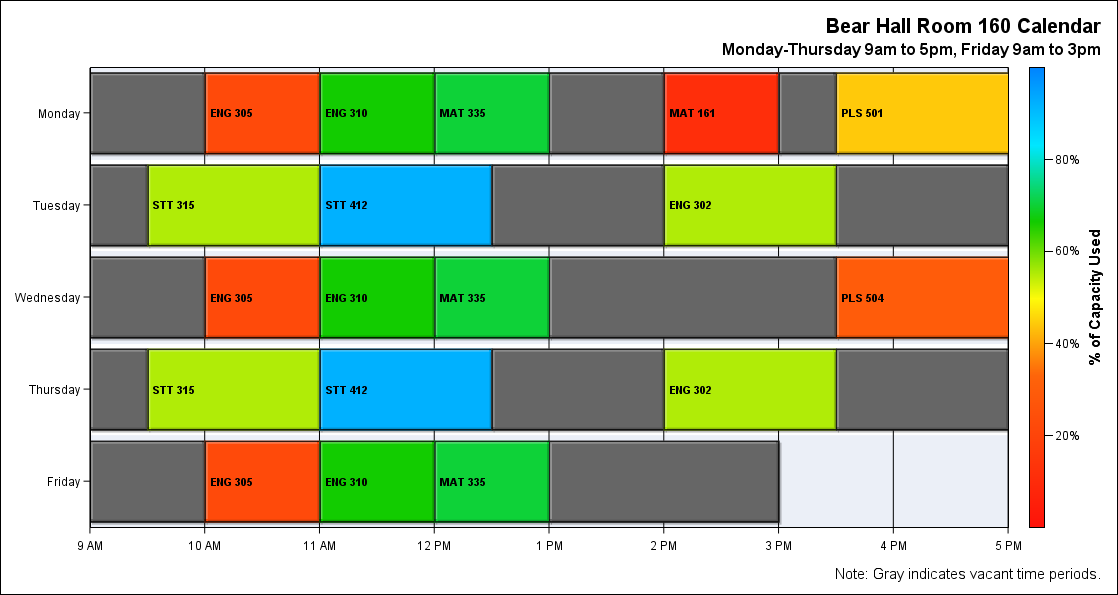 Bear Hall Room 160 Calendar
Monday-Thursday 9am to 5pm, Friday 9am to 3pm
Monday
ENG 305
ENG 310
MAT 335
MAT 161
PLS 501
Tuesday
STT 315
STT 412
ENG 302
Wednesday
ENG 305
ENG 310
MAT 335
PLS 504
Thursday
STT 315
STT 412
ENG 302
Friday
ENG 305
ENG 310
MAT 335
9 AM
10 AM
11 AM
12 PM
1 PM
2 PM
3 PM
4 PM
5 PM
80%
60%
40%
20%
% of Capacity Used
Note: Gray indicates vacant time periods.